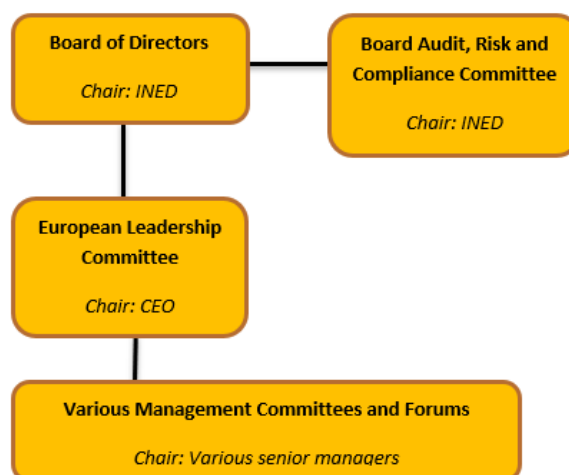 Board of Directors
Chair: INED
Board Audit, Risk and
Compliance Committee
Chair: INED
European Leadership
Committee
Chair: CEO
Various Management Committees and Forums
Chair: Various senior managers